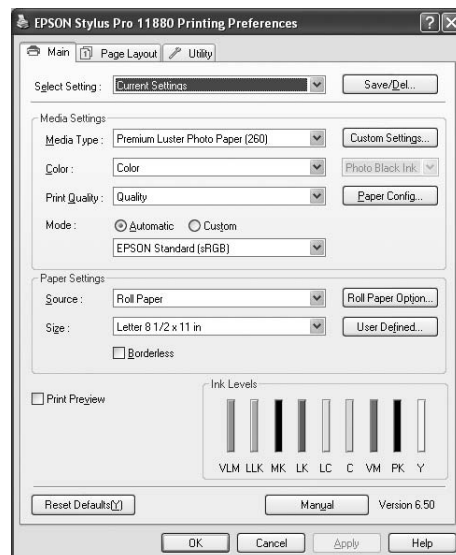 EPSON Stylus Pro 11880 Printing Preferences
Main Page Layout Utility
Select Setting : Current Settings Save/Del...
Media Settings
Media Type : Premium Luster Photo Paper (260) Custom Settings...
Color : Color Photo Black Ink
Print Quality : Quality Paper Config...
Mode : Automatic Custom
EPSON Standard (sRGB)
Paper Settings
Source : Roll Paper Roll Paper Option...
Size : Letter 8 1/2 x 11 in User Defined...
Borderless
Print Preview
Ink Levels
VLM LLK MK LK LC C VM PK Y
Reset Defaults(Y) Manual Version 6.50
OK Cancel Apply Help